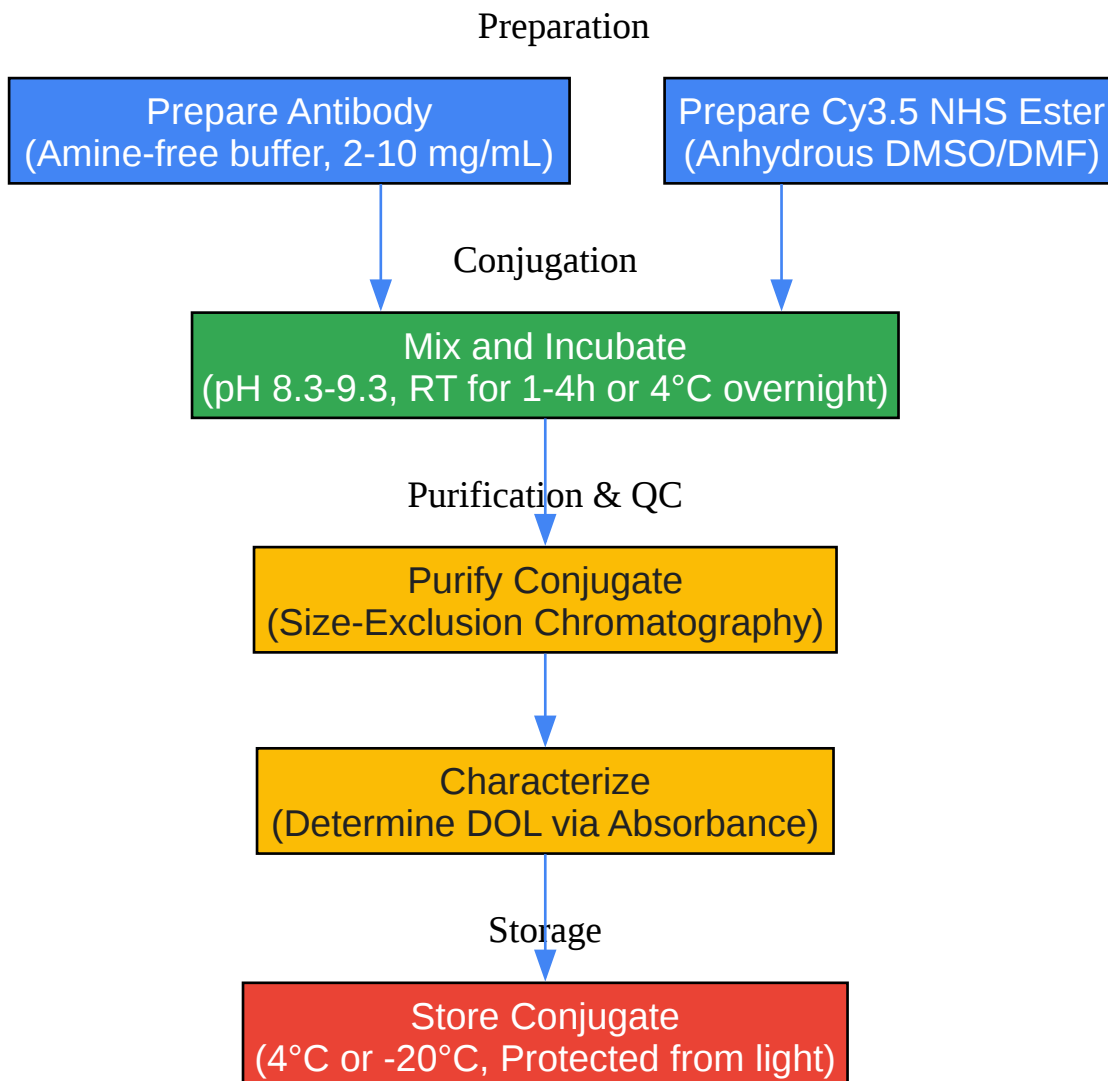 Preparation
Prepare Antibody
(Amine-free buffer, 2-10 mg/mL)
Prepare Cy3.5 NHS Ester
(Anhydrous DMSO/DMF)
Conjugation
Mix and Incubate
(pH 8.3-9.3, RT for 1-4h or 4°C overnight)
Purification & QC
Purify Conjugate
(Size-Exclusion Chromatography)
Characterize
(Determine DOL via Absorbance)
Storage
Store Conjugate
(4°C or -20°C, Protected from light)